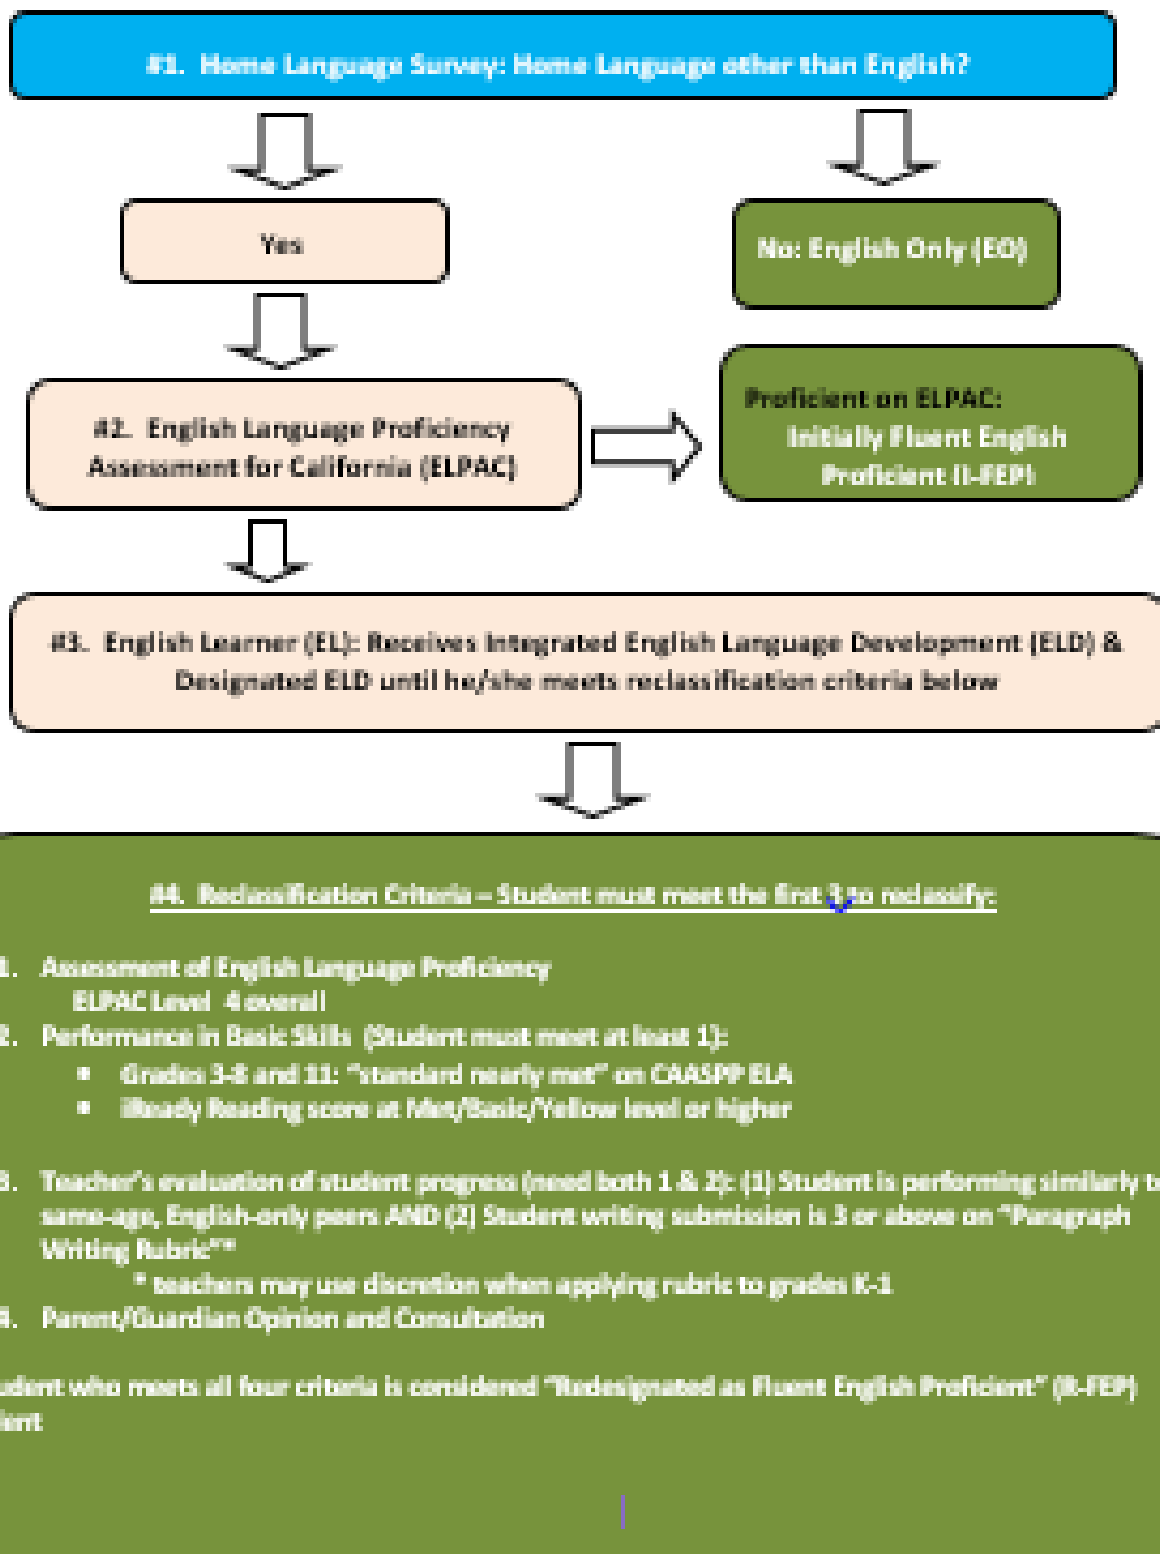 #1. Home Language Survey: Home Language other than English?
Yes
No: English Only (EO)
#2. English Language Proficiency
Assessment for California (ELPAC)
Proficient on ELPAC:
Initially Fluent English
Proficient (I-FEP)
#3. English Learner (EL): Receives Integrated English Language Development (ELD) &
Designated ELD until he/she meets reclassification criteria below
#4. Reclassification Criteria – Student must meet the first 3 to reclassify:
1. Assessment of English Language Proficiency
ELPAC Level 4 overall
2. Performance in Basic Skills (Student must meet at least 1):
▪ Grades 3-8 and 11: “standard nearly met” on CAASPP ELA
▪ iReady Reading score at Met/Basic/Yellow level or higher
3. Teacher’s evaluation of student progress (need both 1 & 2): (1) Student is performing similarly to
same-age, English-only peers AND (2) Student writing submission is 3 or above on “Paragraph
Writing Rubric”*
* teachers may use discretion when applying rubric to grades K-1
4. Parent/Guardian Opinion and Consultation
udent who meets all four criteria is considered “Redesignated as Fluent English Proficient” (R-FEP)